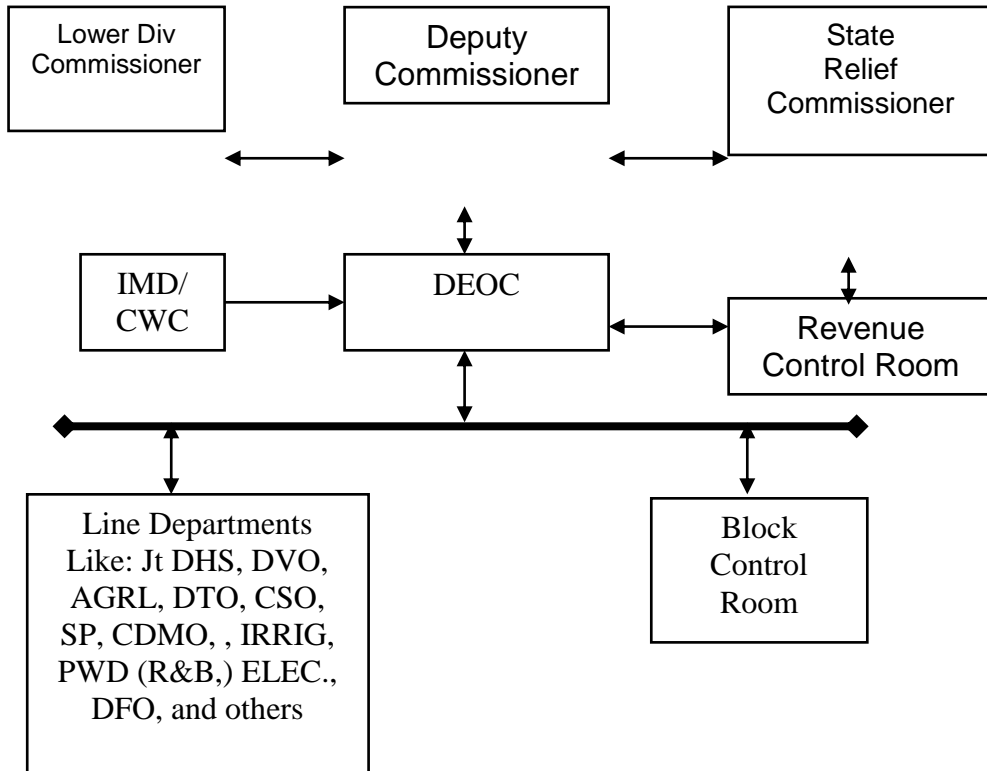 Lower Div
Commissioner
Deputy
Commissioner
State
Relief
Commissioner
IMD/
CWC
DEOC
Revenue
Control Room
Line Departments
Like: Jt DHS, DVO,
AGRL, DTO, CSO,
SP, CDMO, , IRRIG,
PWD (R&B,) ELEC.,
DFO, and others
Block
Control
Room